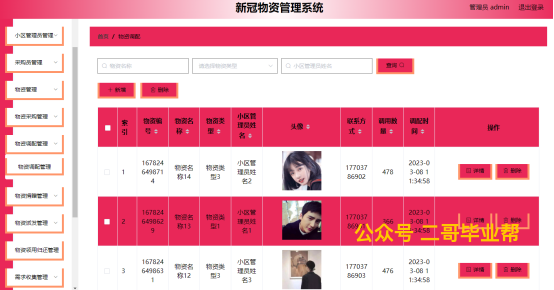 新冠物资管理系统
管理员 admin 退出登录
小区管理员管理
采购员管理
物资管理
物资采购管理
物资调配管理
物资调配管理
物资捐赠管理
物资派发管理
物资领用归还管理
需求收集管理
首页 / 物资调配
物资名称
请选择物资类型
小区管理员姓名
查询
+ 新增
删除
索引 物资编号 物资名称 物资类型 小区管理员姓名 头像 联系方式 调用数量 调配时间 操作
1 1678246498714 物资名称14 物资类型3 小区管理员姓名2 17703786902 478 2023-03-08 11:34:58 详情 删除
2 1678246495629 物资名称13 物资类型1 小区管理员姓名1 17703786902 366 2023-03-08 11:34:58 详情 删除
公众号 二哥毕业帮
3 1678246498631 物资名称12 物资类型3 小区管理员姓名3 17703786902 476 2023-03-08 11:34:58 详情 删除